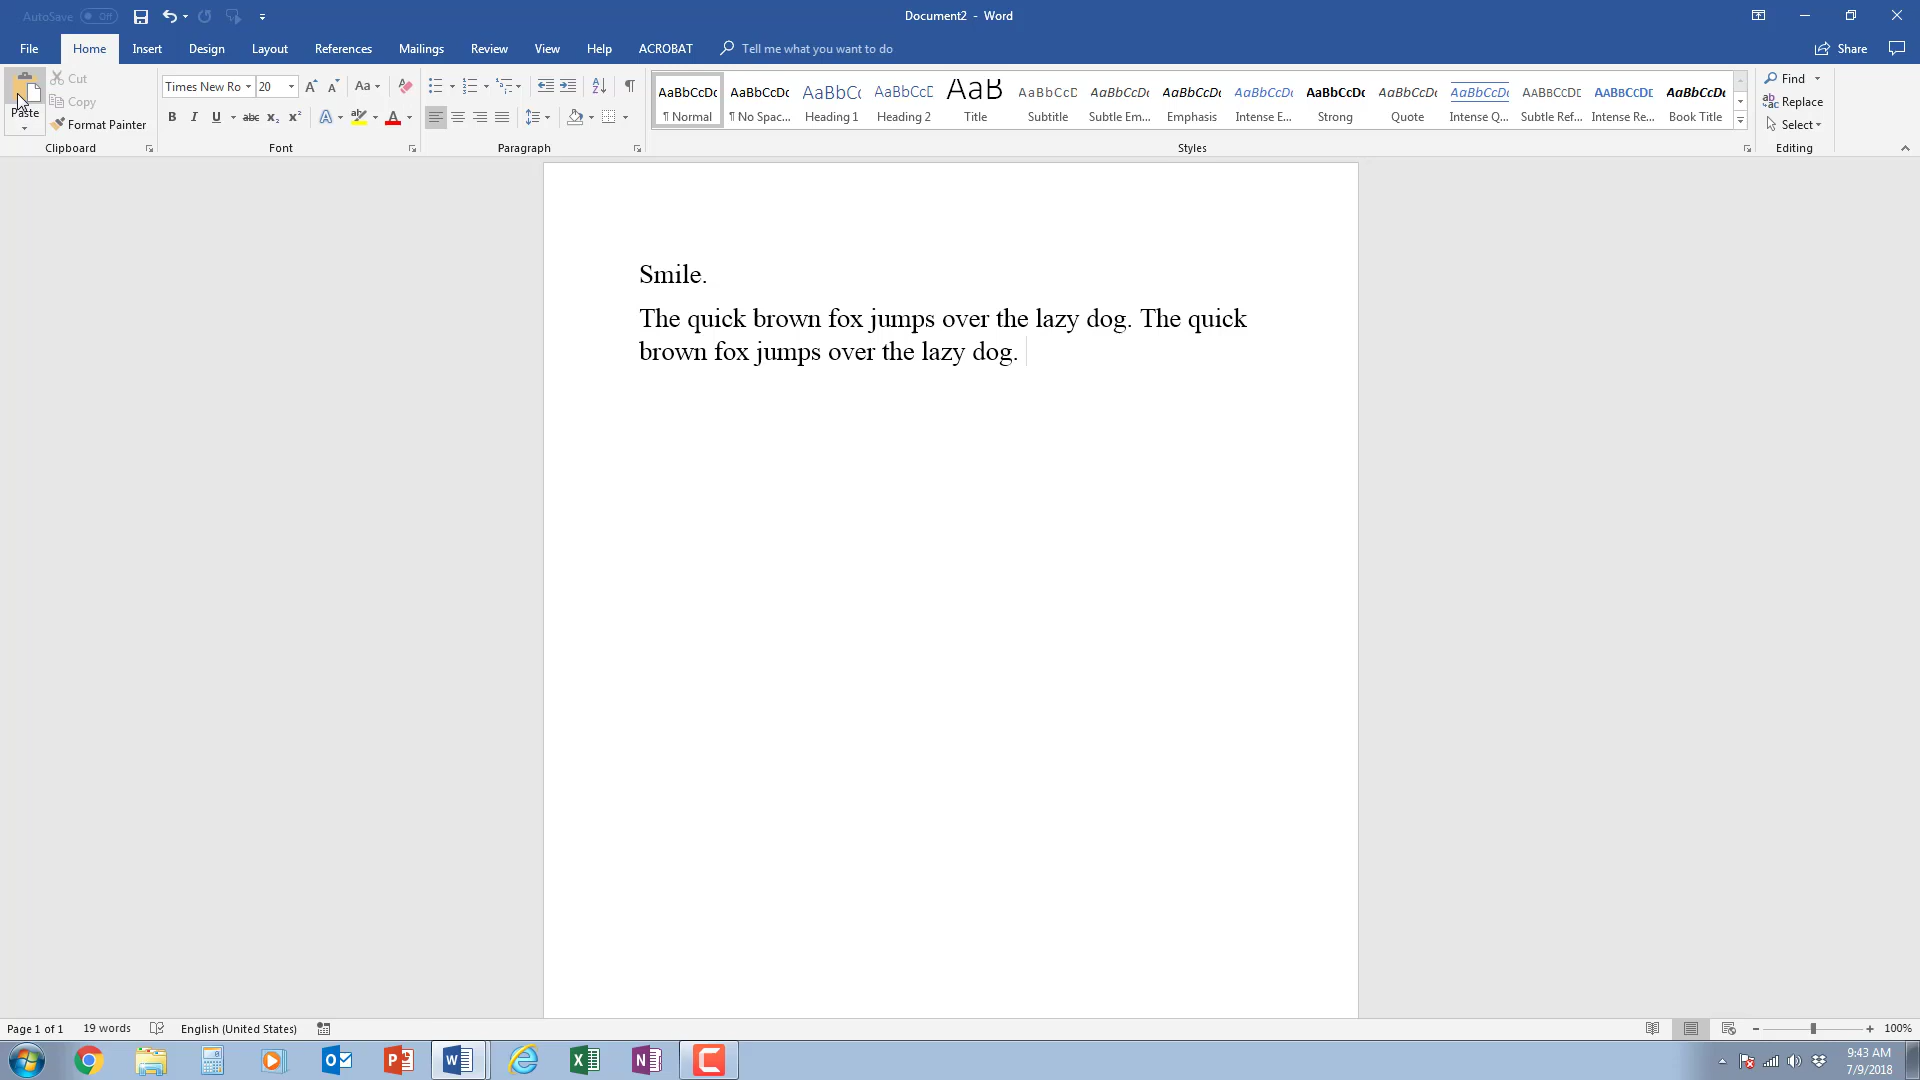 AutoSave Off
Document2 - Word
File Home Insert Design Layout References Mailings Review View Help ACROBAT Tell me what you want to do Share
Paste
Cut
Copy
Format Painter
Clipboard
Times New Ro 20
Font
Paragraph
AaBbCcDc AaBbCcDc AaBbCc AaBbCcD AaB AaBbCcD AaBbCcDc AaBbCcDc AaBbCcDc AaBbCcDc AaBbCcDc AaBbCcDc AABBCCDE AABBCCDE AaBbCcDc
¶ Normal ¶ No Spac... Heading 1 Heading 2 Title Subtitle Subtle Em... Emphasis Intense E... Strong Quote Intense Q... Subtle Ref... Intense Re... Book Title
Styles
Find
Replace
Select
Editing
Smile.
The quick brown fox jumps over the lazy dog. The quick
brown fox jumps over the lazy dog.
Page 1 of 1 19 words English (United States) 100%
9:43 AM
7/9/2018